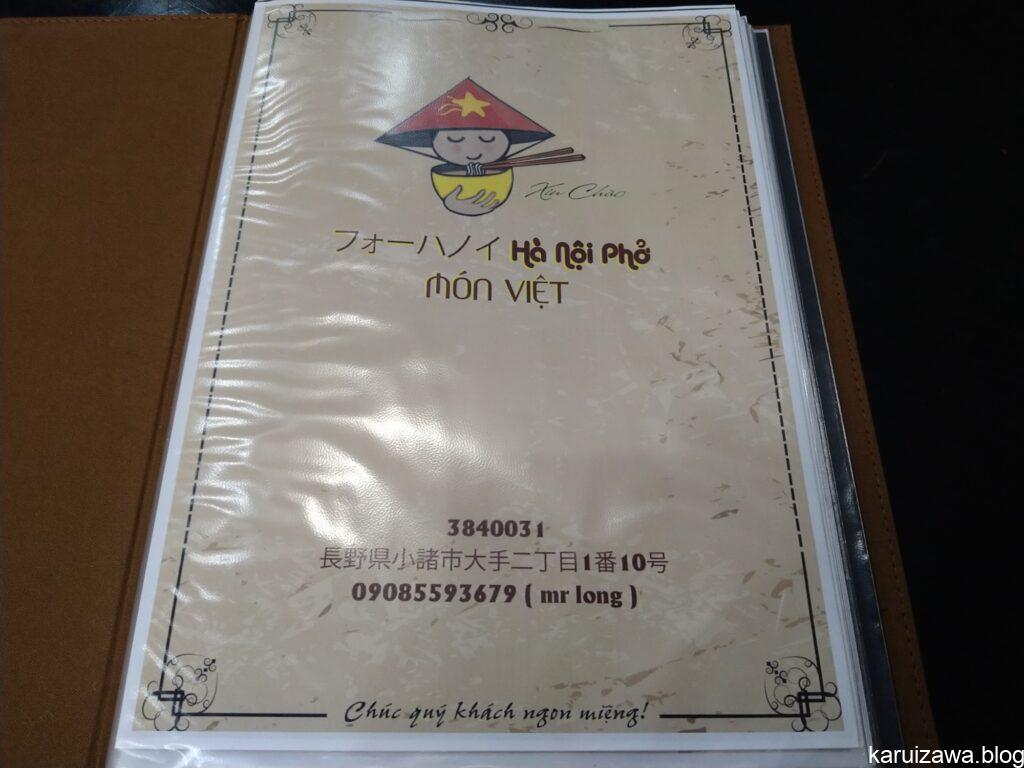 Xin Chào
フォーハノイ Hà Nội Phở
MÓN VIỆT
3840031
長野県小諸市大手二丁目1番10号
09085593679 ( mr long )
Chúc quý khách ngon miệng!
karuizawa.blog